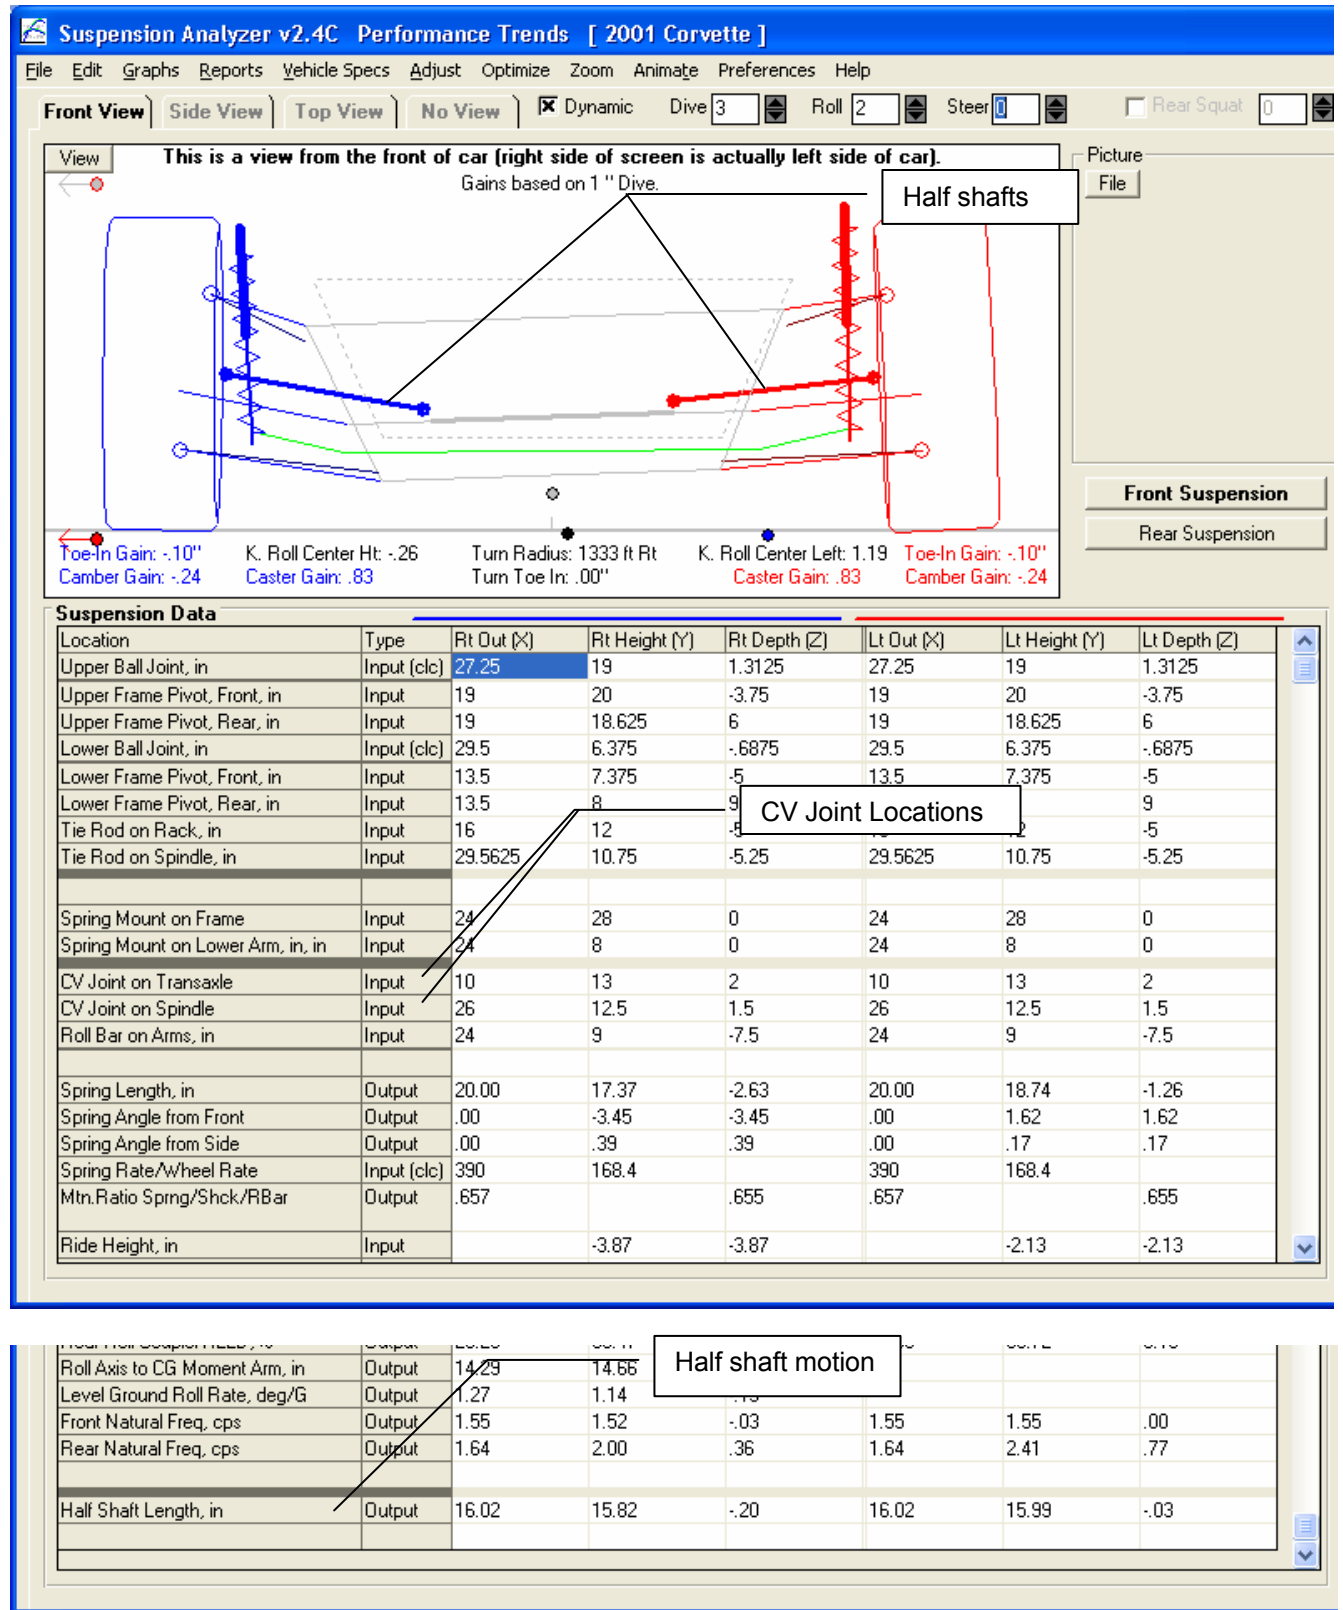 Suspension Analyzer v2.4C Performance Trends [ 2001 Corvette ]
File Edit Graphs Reports Vehicle Specs Adjust Optimize Zoom Animate Preferences Help
Front View Side View Top View No View Dynamic Dive 3 Roll 2 Steer 0 Rear Squat 0
View This is a view from the front of car (right side of screen is actually left side of car). Picture
Gains based on 1 " Dive. Half shafts File
Front Suspension
Rear Suspension
Toe-In Gain: -.10" K. Roll Center Ht: -.26 Turn Radius: 1333 ft Rt K. Roll Center Left: 1.19 Toe-In Gain: -.10"
Camber Gain: -.24 Caster Gain: .83 Turn Toe In: .00" Caster Gain: .83 Camber Gain: -.24
Suspension Data
Location Type Rt Out (X) Rt Height (Y) Rt Depth (Z) Lt Out (X) Lt Height (Y) Lt Depth (Z)
Upper Ball Joint, in Input (clc) 27.25 19 1.3125 27.25 19 1.3125
Upper Frame Pivot, Front, in Input 19 20 -3.75 19 20 -3.75
Upper Frame Pivot, Rear, in Input 19 18.625 6 19 18.625 6
Lower Ball Joint, in Input (clc) 29.5 6.375 -.6875 29.5 6.375 -.6875
Lower Frame Pivot, Front, in Input 13.5 7.375 -5 13.5 7.375 -5
Lower Frame Pivot, Rear, in Input 13.5 8 9 CV Joint Locations 9
Tie Rod on Rack, in Input 16 12 -5 -5
Tie Rod on Spindle, in Input 29.5625 10.75 -5.25 29.5625 10.75 -5.25
Spring Mount on Frame Input 24 28 0 24 28 0
Spring Mount on Lower Arm, in, in Input 24 8 0 24 8 0
CV Joint on Transaxle Input 10 13 2 10 13 2
CV Joint on Spindle Input 26 12.5 1.5 26 12.5 1.5
Roll Bar on Arms, in Input 24 9 -7.5 24 9 -7.5
Spring Length, in Output 20.00 17.37 -2.63 20.00 18.74 -1.26
Spring Angle from Front Output .00 -3.45 -3.45 .00 1.62 1.62
Spring Angle from Side Output .00 .39 .39 .00 .17 .17
Spring Rate/Wheel Rate Input (clc) 390 168.4 390 168.4
Mtn.Ratio Sprng/Shck/RBar Output .657 .655 .657 .655
Ride Height, in Input -3.87 -3.87 -2.13 -2.13
Half shaft motion
Roll Axis to CG Moment Arm, in Output 14.29 14.66
Level Ground Roll Rate, deg/G Output 1.27 1.14
Front Natural Freq, cps Output 1.55 1.52 -.03 1.55 1.55 .00
Rear Natural Freq, cps Output 1.64 2.00 .36 1.64 2.41 .77
Half Shaft Length, in Output 16.02 15.82 -.20 16.02 15.99 -.03